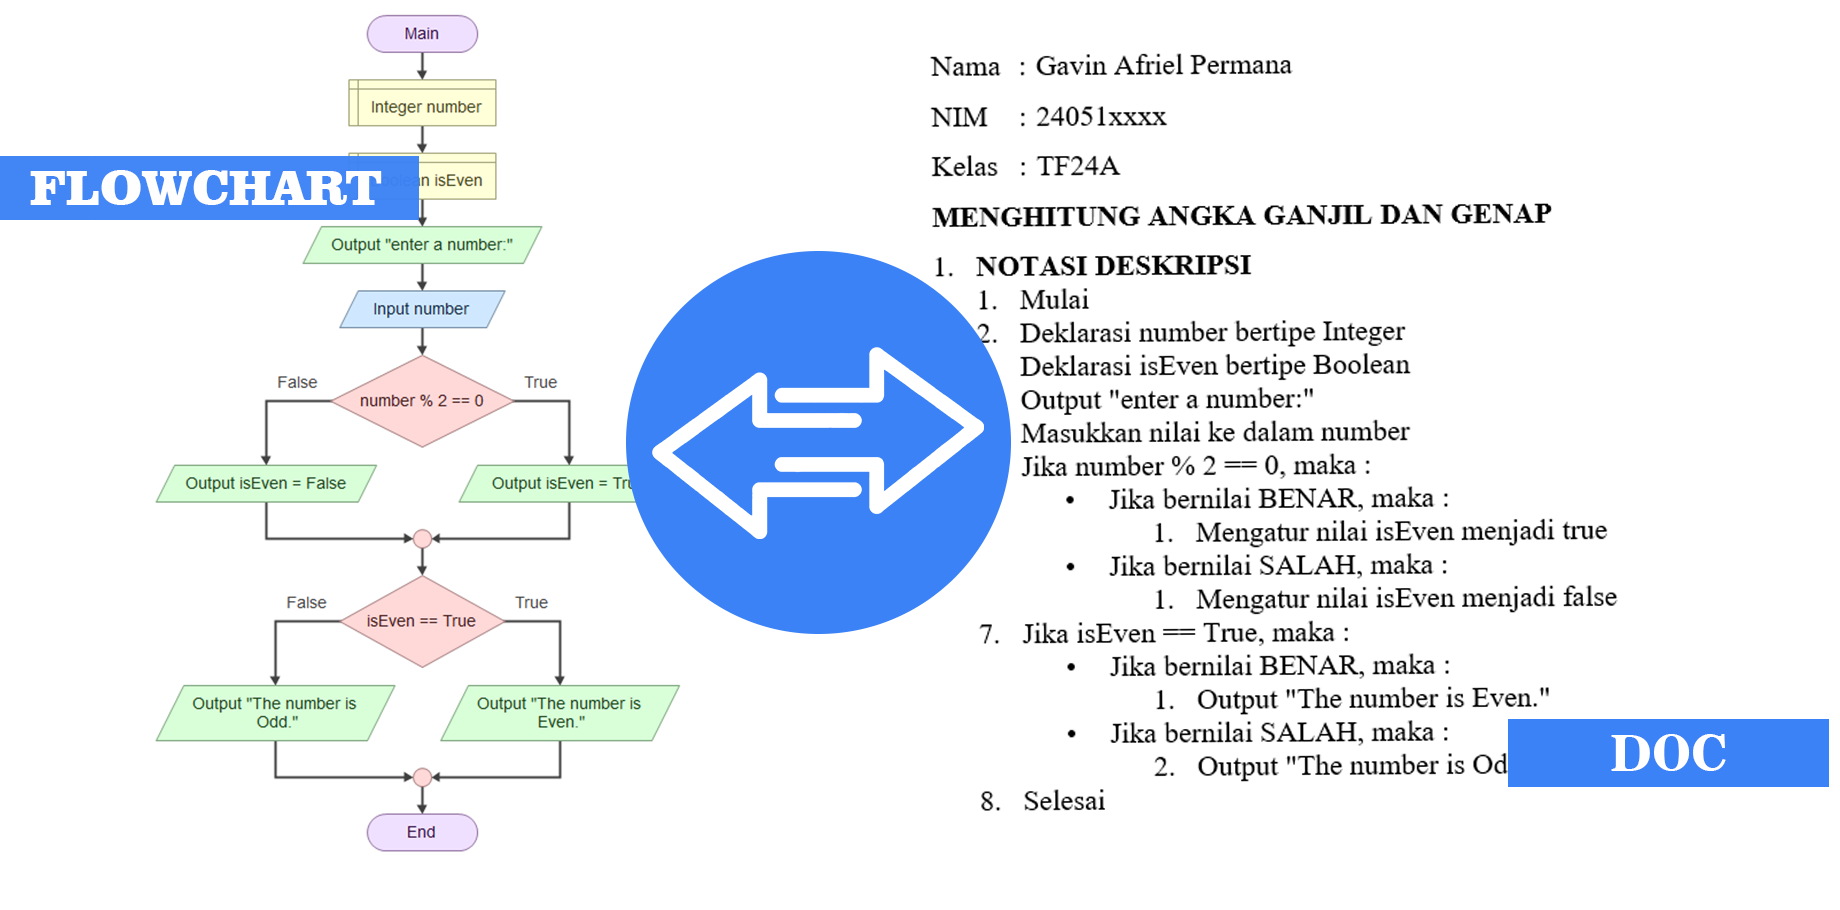 Main
Integer number
isEven
FLOWCHART
Output "enter a number:"
Input number
False
True
number % 2 == 0
Output isEven = False
Output isEven =
False
True
isEven == True
Output "The number is
Odd."
Output "The number is
Even."
End
Nama : Gavin Afriel Permana
NIM : 24051xxxx
Kelas : TF24A
MENGHITUNG ANGKA GANJIL DAN GENAP
1. NOTASI DESKRIPSI
1. Mulai
2. Deklarasi number bertipe Integer
Deklarasi isEven bertipe Boolean
Output "enter a number:"
Masukkan nilai ke dalam number
Jika number % 2 == 0, maka :
• Jika bernilai BENAR, maka :
1. Mengatur nilai isEven menjadi true
• Jika bernilai SALAH, maka :
1. Mengatur nilai isEven menjadi false
7. Jika isEven == True, maka :
• Jika bernilai BENAR, maka :
1. Output "The number is Even."
• Jika bernilai SALAH, maka :
2. Output "The number is
8. Selesai
DOC